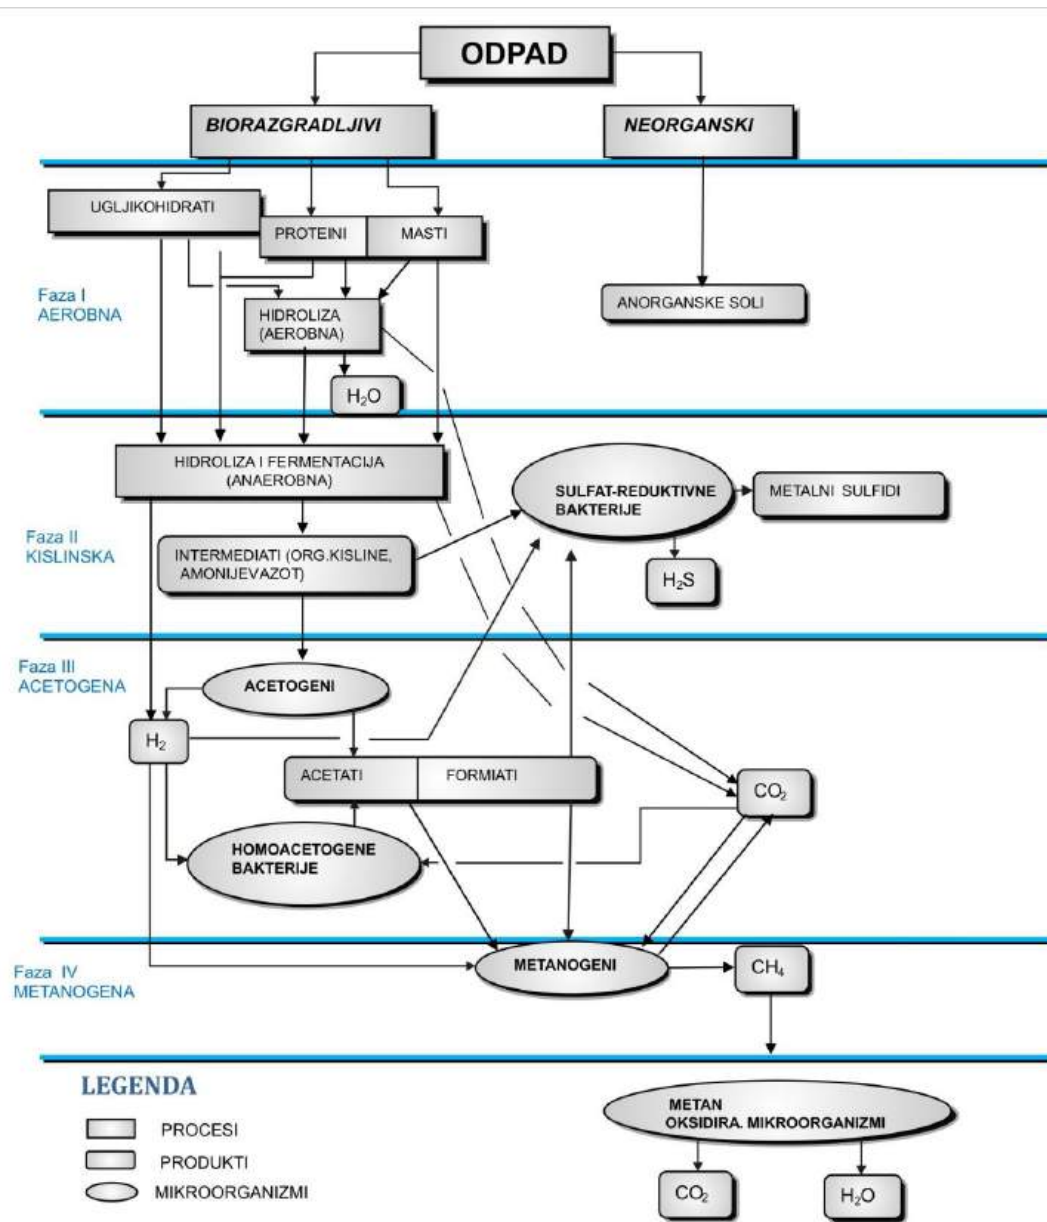 ODPAD
BIORAZGRADLJIVI
NEORGANSKI
UGLJIKOHIDRATI
PROTEINI
MASTI
Faza I
AEROBNA
ANORGANSKE SOLI
HIDROLIZA
(AEROBNA)
H₂O
HIDROLIZA I FERMENTACIJA
(ANAEROBNA)
SULFAT-REDUKTIVNE
BAKTERIJE
METALNI SULFIDI
Faza II
KISLINSKA
INTERMEDIATI (ORG.KISLINE,
AMONIJEVAZOT)
H₂S
Faza III
ACETOGENA
ACETOGENI
H₂
ACETATI
FORMIATI
CO₂
HOMOACETOGENE
BAKTERIJE
Faza IV
METANOGENA
METANOGENI
CH₄
LEGENDA
PROCESI
PRODUKTI
MIKROORGANIZMI
METAN
OKSIDIRA. MIKROORGANIZMI
CO₂
H₂O